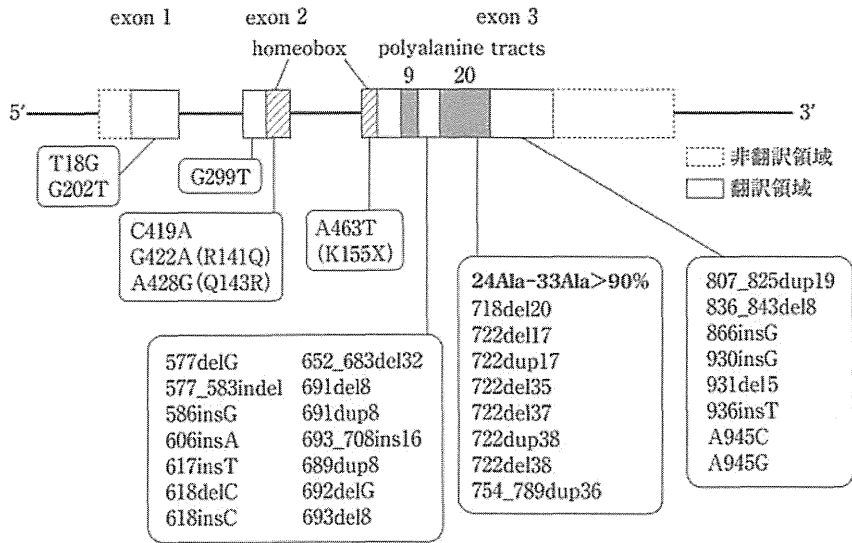 exon 1 exon 2 exon 3
homeobox polyalanine tracts
9 20
5′ 3′
T18G
G202T
G299T
C419A
G422A (R141Q)
A428G (Q143R)
A463T
(K155X)
非翻訳領域
翻訳領域
577delG
577_583indel
586insG
606insA
617insT
618delC
618insC
652_683del32
691del8
691dup8
693_708ins16
689dup8
692delG
693del8
24Ala-33Ala>90%
718del20
722del17
722dup17
722del35
722del37
722dup38
722del38
754_789dup36
807_825dup19
836_843del8
866insG
930insG
931del5
936insT
A945C
A945G